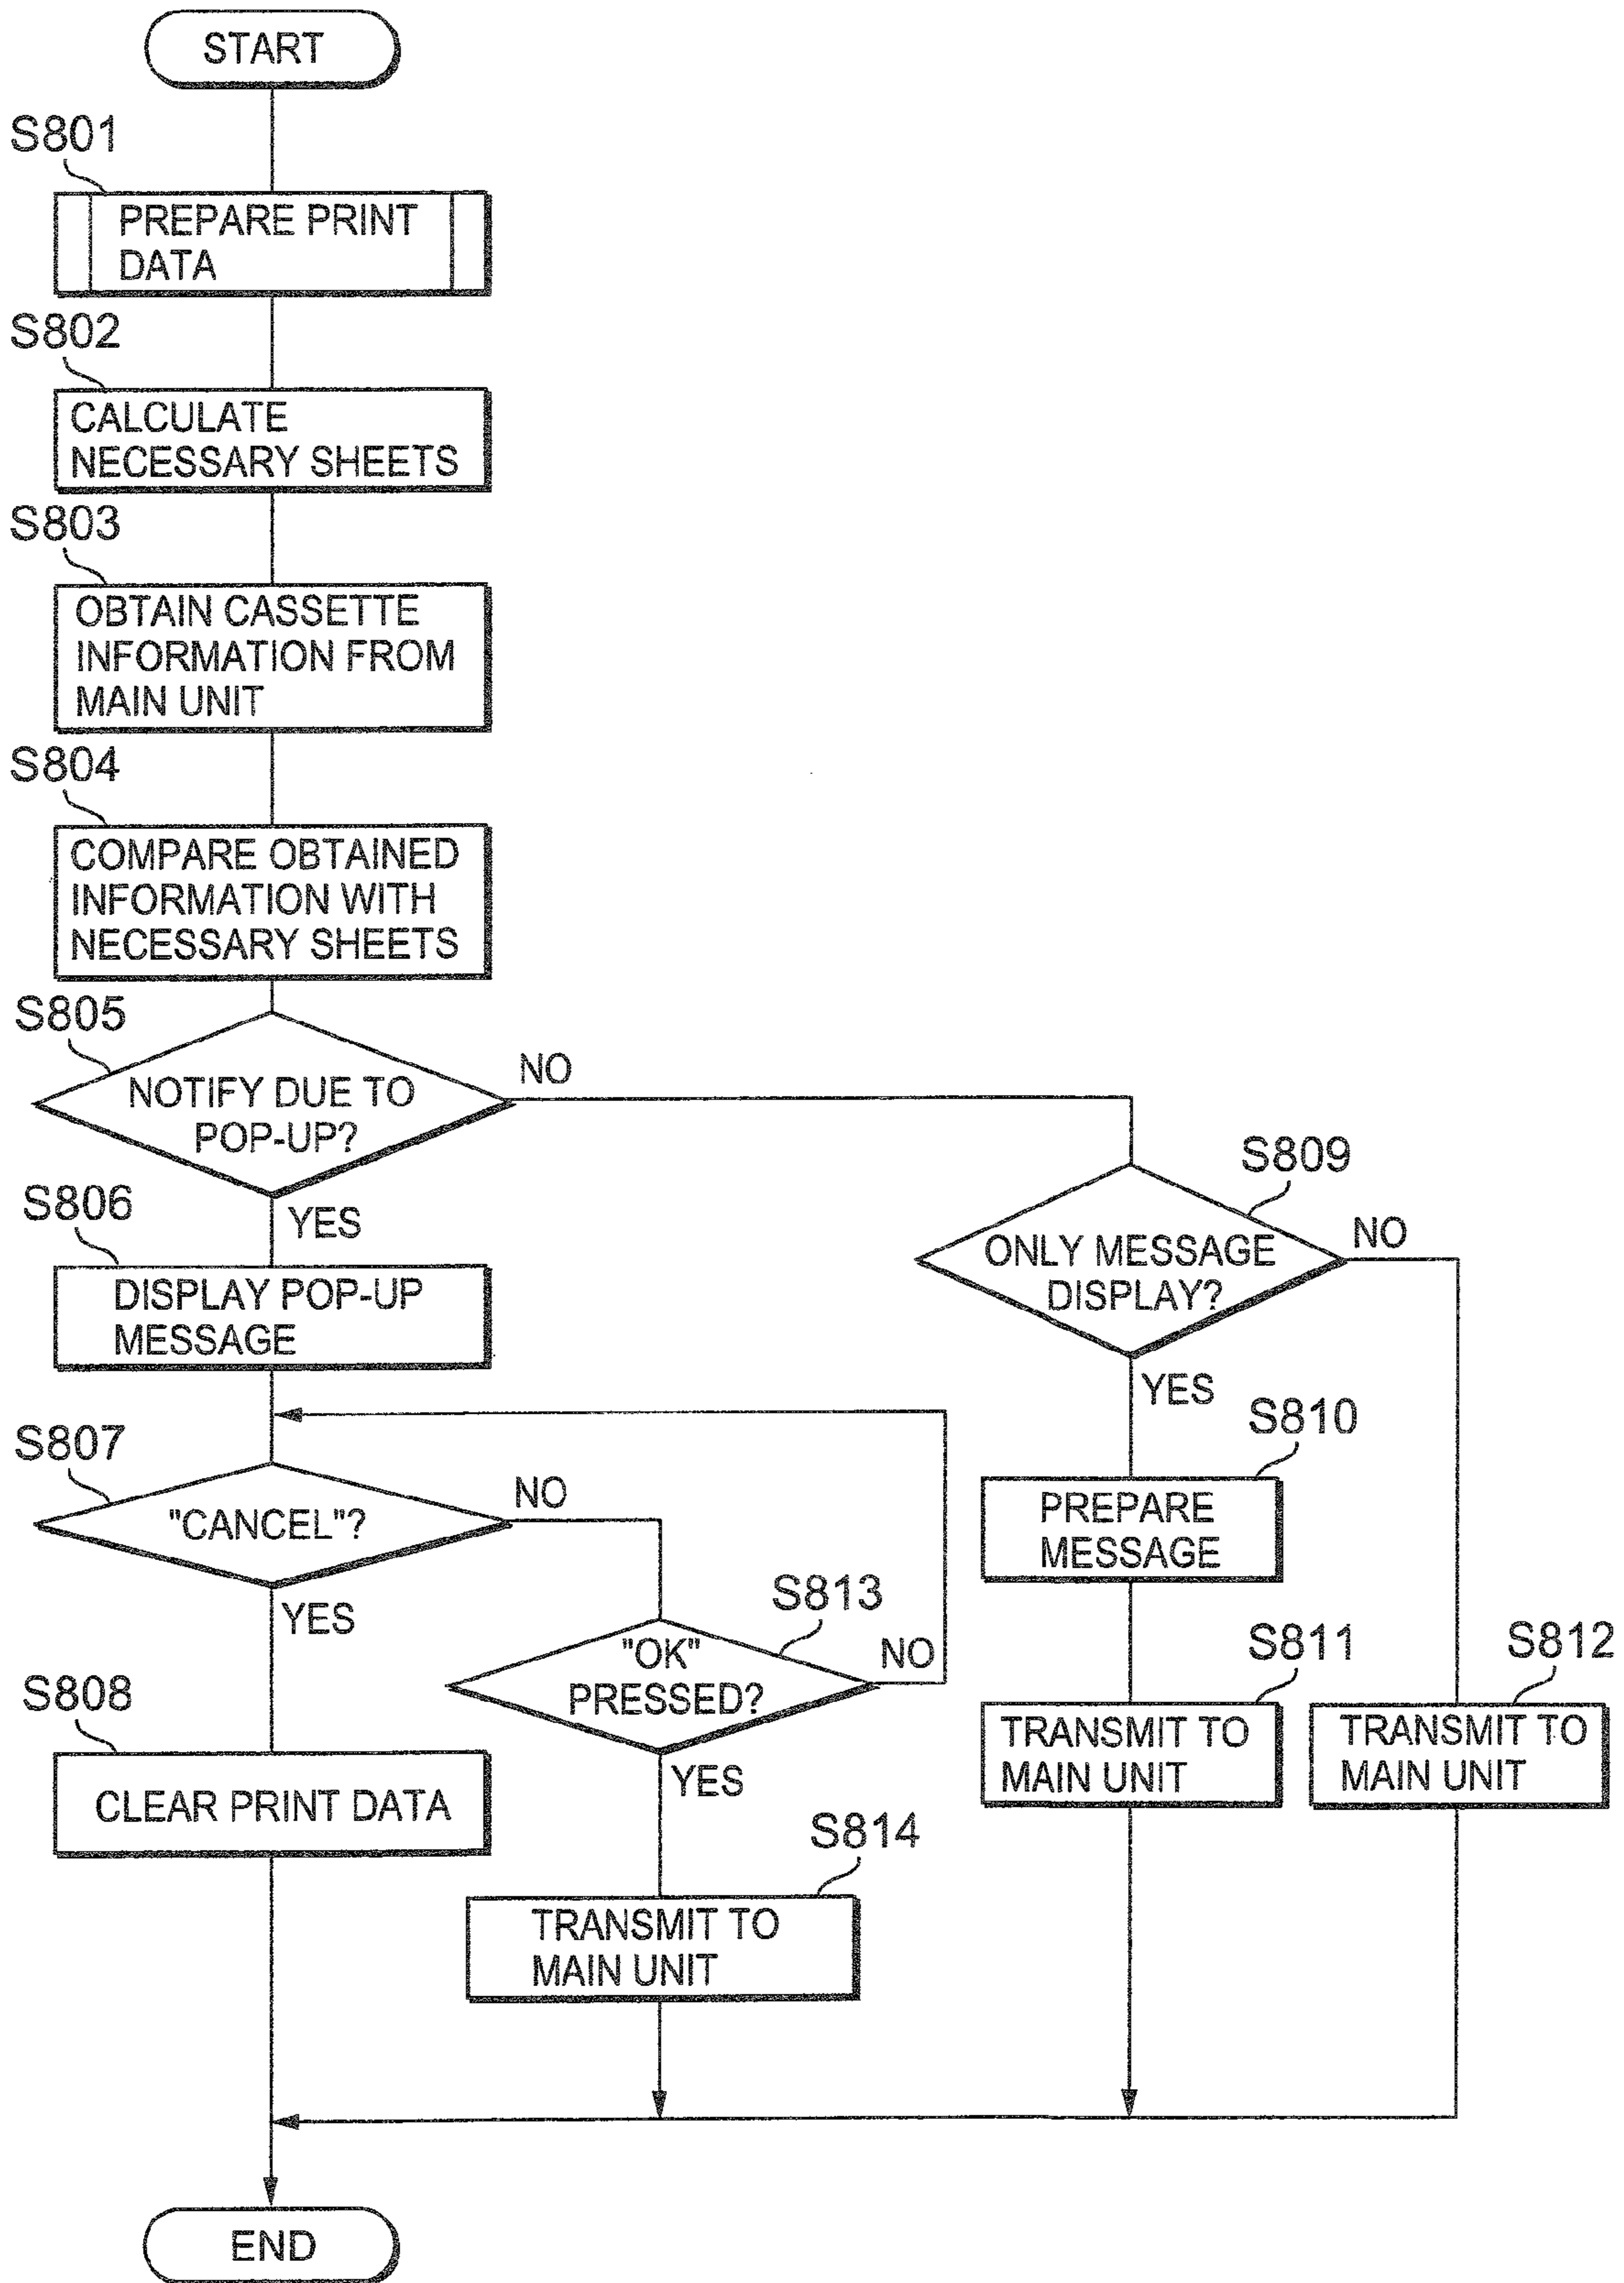 START
S801
PREPARE PRINT
DATA
S802
CALCULATE
NECESSARY SHEETS
S803
OBTAIN CASSETTE
INFORMATION FROM
MAIN UNIT
S804
COMPARE OBTAINED
INFORMATION WITH
NECESSARY SHEETS
S805
NOTIFY DUE TO
POP-UP?
NO
YES
S806
DISPLAY POP-UP
MESSAGE
S807
"CANCEL"?
NO
YES
S808
CLEAR PRINT DATA
S813
"OK"
PRESSED?
NO
YES
S814
TRANSMIT TO
MAIN UNIT
S809
ONLY MESSAGE
DISPLAY?
NO
YES
S810
PREPARE
MESSAGE
S811
TRANSMIT TO
MAIN UNIT
S812
TRANSMIT TO
MAIN UNIT
END